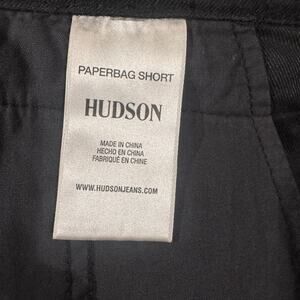 PAPERBAG SHORT
HUDSON
MADE IN CHINA
HECHO EN CHINA
FABRIQUÉ EN CHINE
WWW.HUDSONJEANS.COM